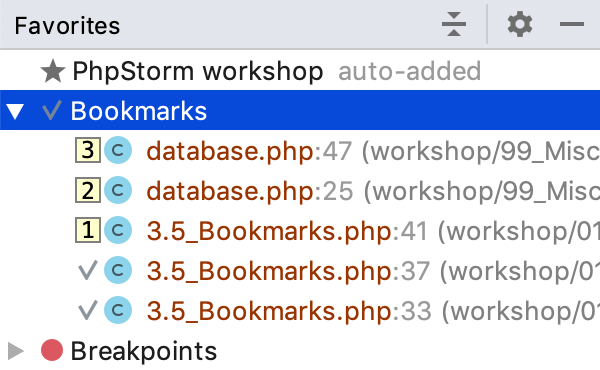 Favorites
PhpStorm workshop auto-added
Bookmarks
3 C database.php:47 (workshop/99_Misc
2 C database.php:25 (workshop/99_Misc
1 C 3.5_Bookmarks.php:41 (workshop/01
C 3.5_Bookmarks.php:37 (workshop/01
C 3.5_Bookmarks.php:33 (workshop/01
Breakpoints